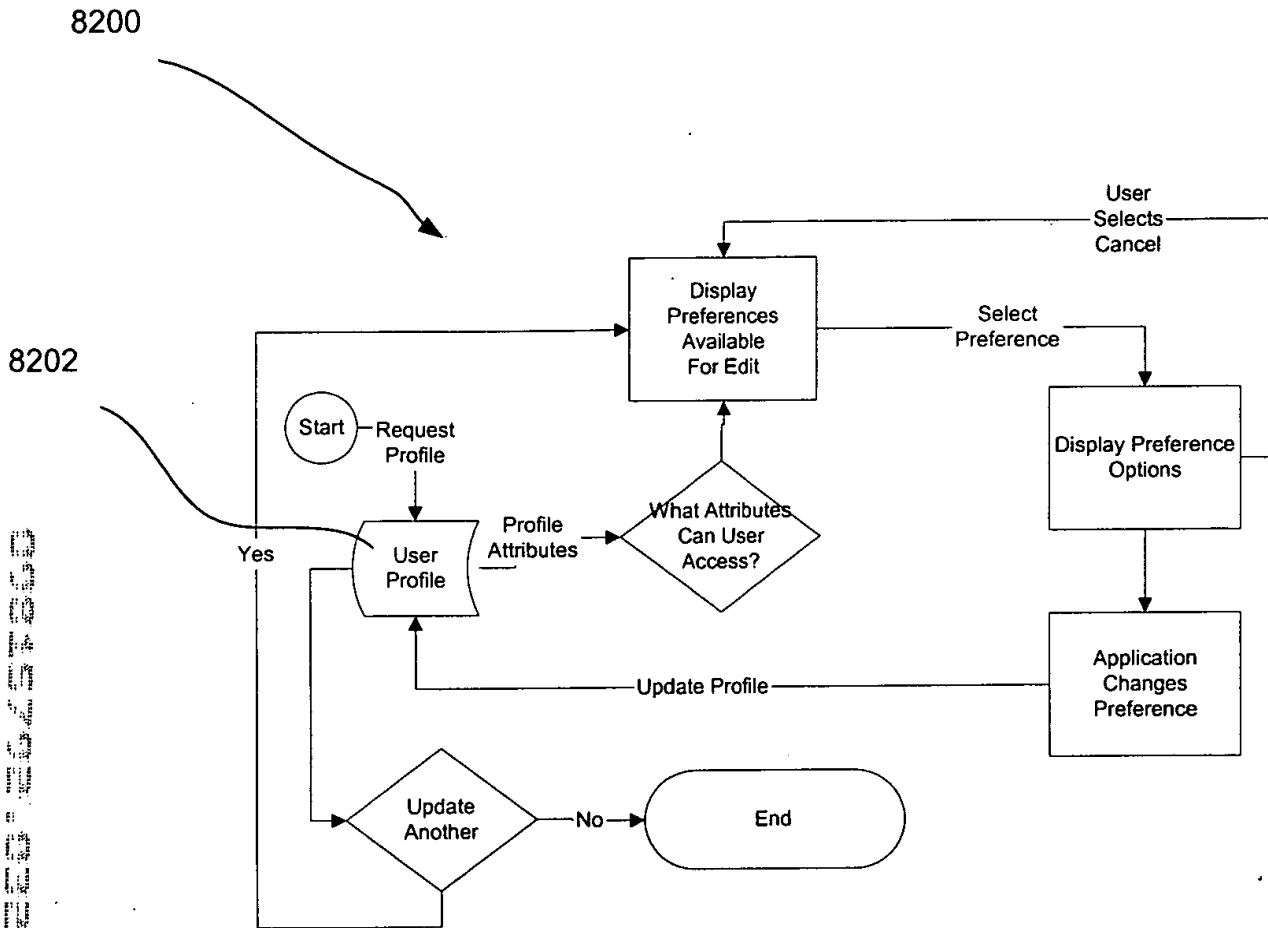 8200
User
Selects
Cancel
Display
Preferences
Available
For Edit
Select
Preference
8202
Start
Request
Profile
Display Preference
Options
What Attributes
Can User
Access?
Profile
Attributes
User
Profile
Yes
Application
Changes
Preference
Update Profile
Update
Another
No
End